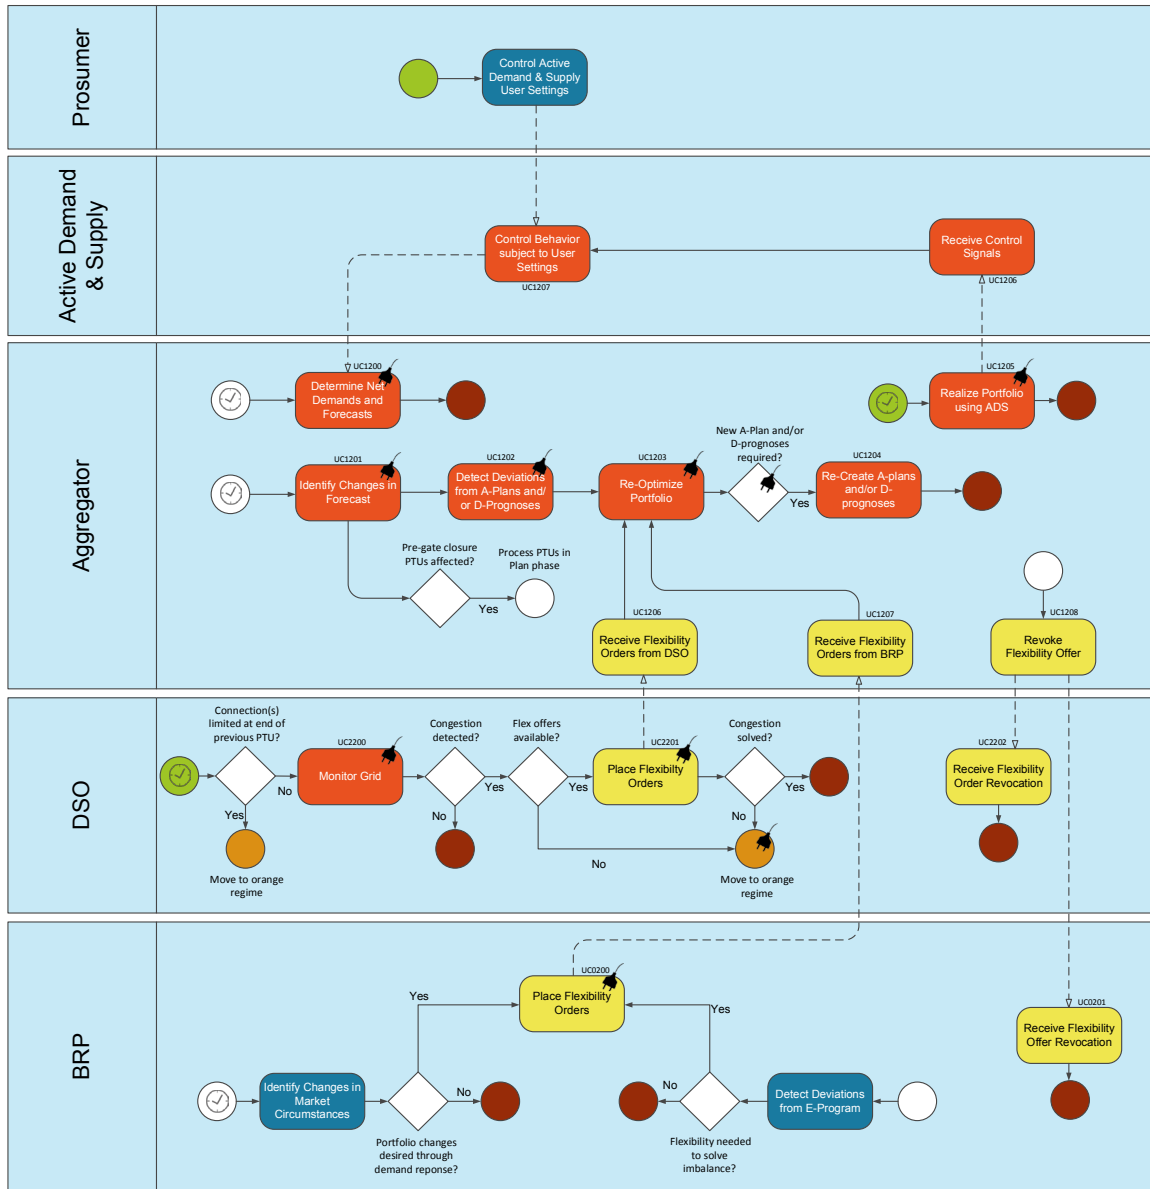 Prosumer
Control Active
Demand & Supply
User Settings
Active Demand
& Supply
Control Behavior
subject to User
Settings
UC1207
Receive Control
Signals
UC1206
Aggregator
UC1200
Determine Net
Demands and
Forecasts
UC1205
Realize Portfolio
using ADS
UC1201
Identify Changes in
Forecast
UC1202
Detect Deviations
from A-Plans and/
or D-Prognoses
UC1203
Re-Optimize
Portfolio
New A-Plan and/or
D-prognoses
required?
Yes
UC1204
Re-Create A-plans
and/or D-
prognoses
Pre-gate closure
PTUs affected?
Yes
Process PTUs in
Plan phase
UC1206
Receive Flexibility
Orders from DSO
UC1207
Receive Flexibility
Orders from BRP
UC1208
Revoke
Flexibility Offer
DSO
Connection(s)
limited at end of
previous PTU?
No
Yes
Move to orange
regime
UC2200
Monitor Grid
Congestion
detected?
Yes
No
Flex offers
available?
Yes
No
UC2201
Place Flexibilty
Orders
Congestion
solved?
Yes
No
Move to orange
regime
UC2202
Receive Flexibility
Order Revocation
BRP
UC0200
Place Flexibility
Orders
Yes
Yes
Identify Changes in
Market
Circumstances
No
Portfolio changes
desired through
demand reponse?
No
Flexibility needed
to solve
imbalance?
Detect Deviations
from E-Program
UC0201
Receive Flexibility
Offer Revocation